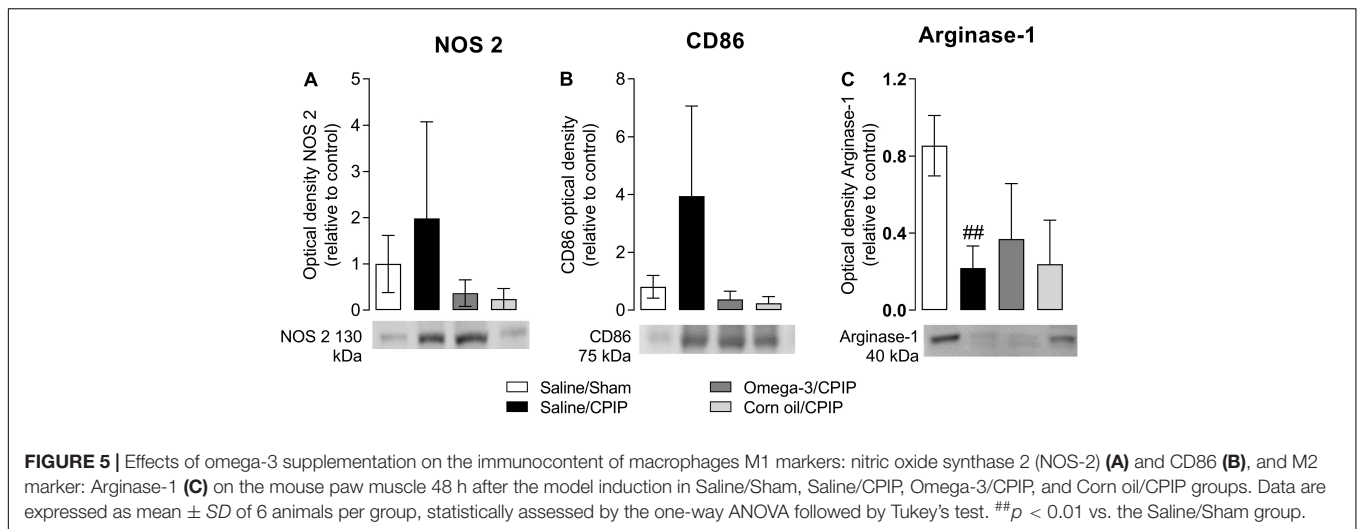 NOS 2
CD86
Arginase-1
A
5
4
3
2
1
0
Optical density NOS 2
(relative to control)
NOS 2 130
kDa
B
8
6
4
2
0
CD86 optical density
(relative to control)
CD86
75 kDa
C
1.2
0.8
0.4
0.0
Optical density Arginase-1
(relative to control)
##
Arginase-1
40 kDa
Saline/Sham
Saline/CPIP
Omega-3/CPIP
Corn oil/CPIP
FIGURE 5 | Effects of omega-3 supplementation on the immunocontent of macrophages M1 markers: nitric oxide synthase 2 (NOS-2) (A) and CD86 (B), and M2
marker: Arginase-1 (C) on the mouse paw muscle 48 h after the model induction in Saline/Sham, Saline/CPIP, Omega-3/CPIP, and Corn oil/CPIP groups. Data are
expressed as mean ± SD of 6 animals per group, statistically assessed by the one-way ANOVA followed by Tukey's test. ##p < 0.01 vs. the Saline/Sham group.